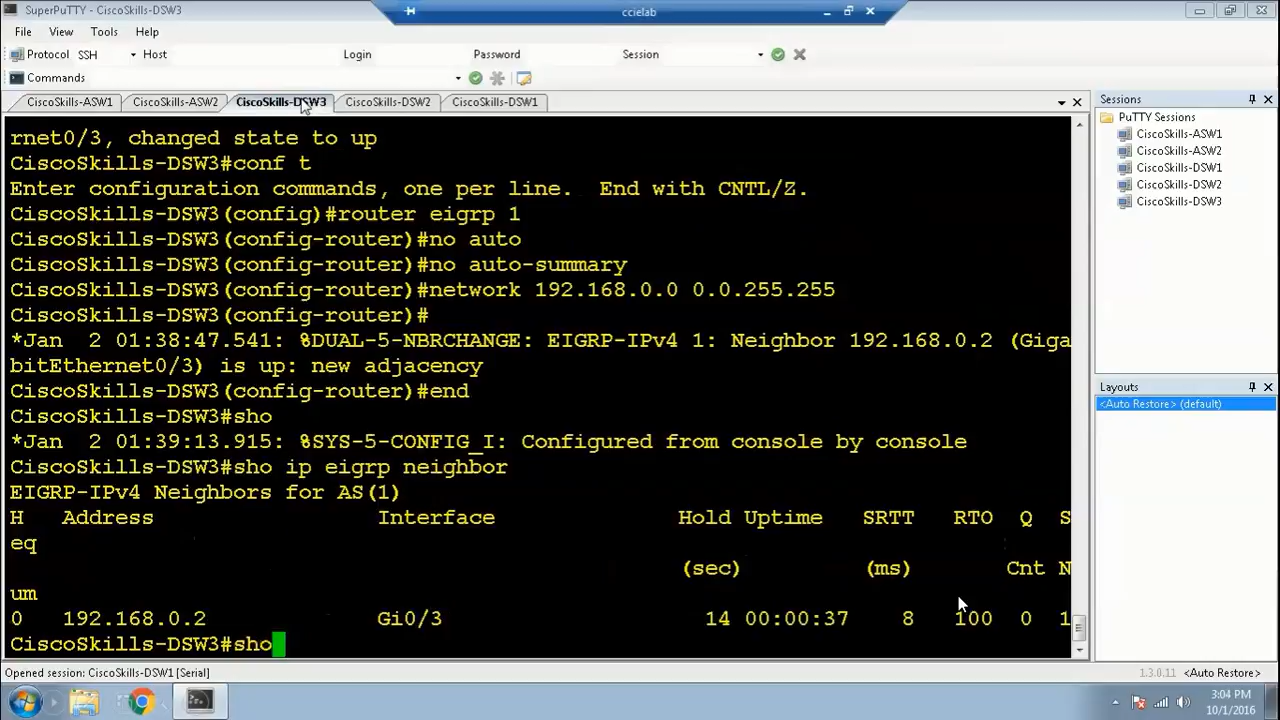 SuperPuTTY - CiscoSkills-DSW3
ccielab
File View Tools Help
Protocol SSH Host Login Password Session
Commands
CiscoSkills-ASW1 CiscoSkills-ASW2 CiscoSkills-DSW3 CiscoSkills-DSW2 CiscoSkills-DSW1
rnet0/3, changed state to up
CiscoSkills-DSW3#conf t
Enter configuration commands, one per line.  End with CNTL/Z.
CiscoSkills-DSW3(config)#router eigrp 1
CiscoSkills-DSW3(config-router)#no auto
CiscoSkills-DSW3(config-router)#no auto-summary
CiscoSkills-DSW3(config-router)#network 192.168.0.0 0.0.255.255
CiscoSkills-DSW3(config-router)#
*Jan  2 01:38:47.541: %DUAL-5-NBRCHANGE: EIGRP-IPv4 1: Neighbor 192.168.0.2 (Giga
bitEthernet0/3) is up: new adjacency
CiscoSkills-DSW3(config-router)#end
CiscoSkills-DSW3#sho
*Jan  2 01:39:13.915: %SYS-5-CONFIG_I: Configured from console by console
CiscoSkills-DSW3#sho ip eigrp neighbor
EIGRP-IPv4 Neighbors for AS(1)
H Address Interface Hold Uptime SRTT RTO Q S
eq
(sec) (ms) Cnt N
um
0 192.168.0.2 Gi0/3 14 00:00:37 8 100 0 1
CiscoSkills-DSW3#sho
Sessions
PuTTY Sessions
CiscoSkills-ASW1
CiscoSkills-ASW2
CiscoSkills-DSW1
CiscoSkills-DSW2
CiscoSkills-DSW3
Layouts
<Auto Restore> (default)
Opened session: CiscoSkills-DSW1 [Serial]
1.3.0.11 <Auto Restore>
3:04 PM
10/1/2016